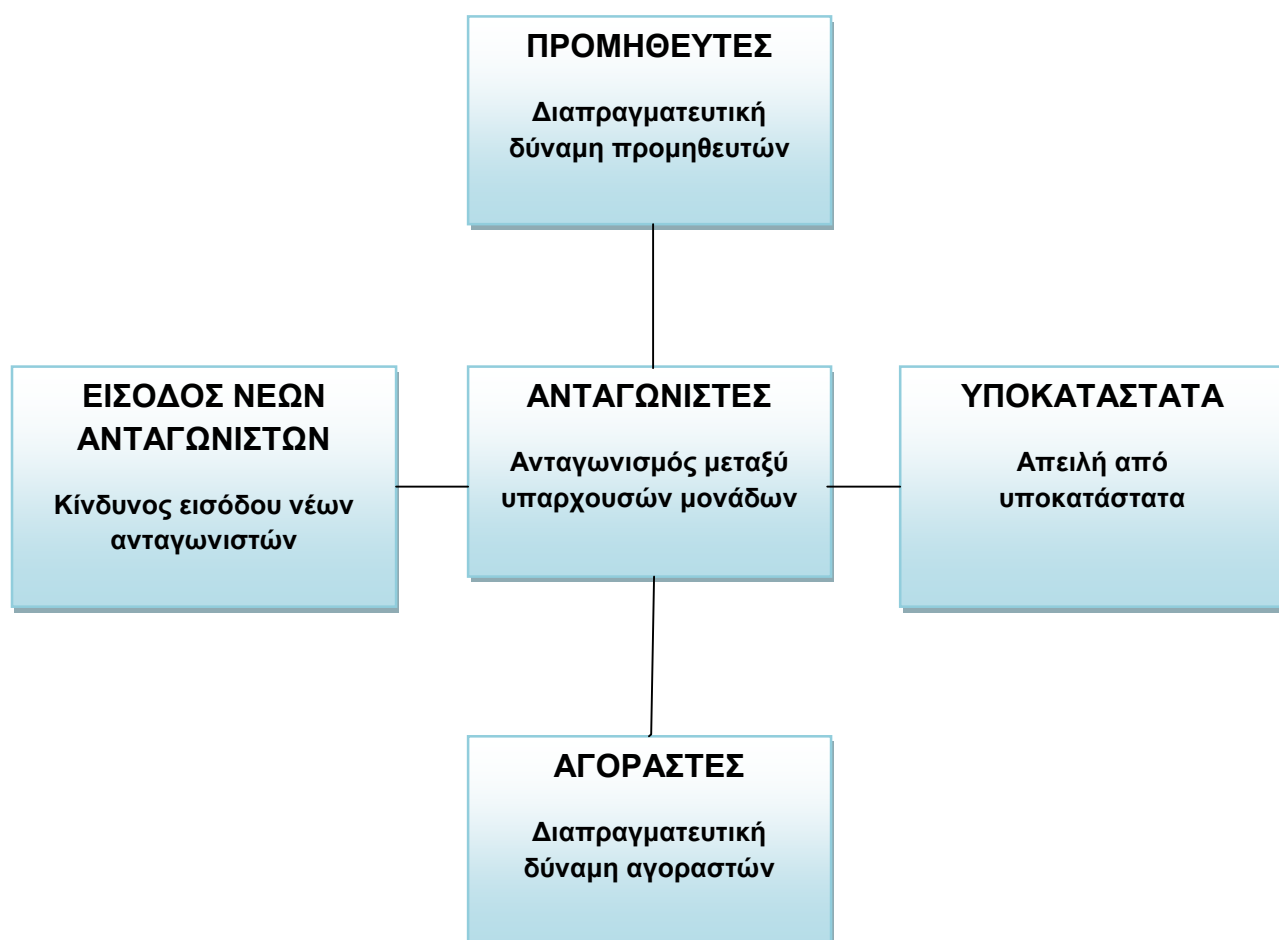 ΠΡΟΜΗΘΕΥΤΕΣ
Διαπραγματευτική
δύναμη προμηθευτών
ΕΙΣΟΔΟΣ ΝΕΩΝ
ΑΝΤΑΓΩΝΙΣΤΩΝ
Κίνδυνος εισόδου νέων
ανταγωνιστών
ΑΝΤΑΓΩΝΙΣΤΕΣ
Ανταγωνισμός μεταξύ
υπαρχουσών μονάδων
ΥΠΟΚΑΤΑΣΤΑΤΑ
Απειλή από
υποκατάστατα
ΑΓΟΡΑΣΤΕΣ
Διαπραγματευτική
δύναμη αγοραστών